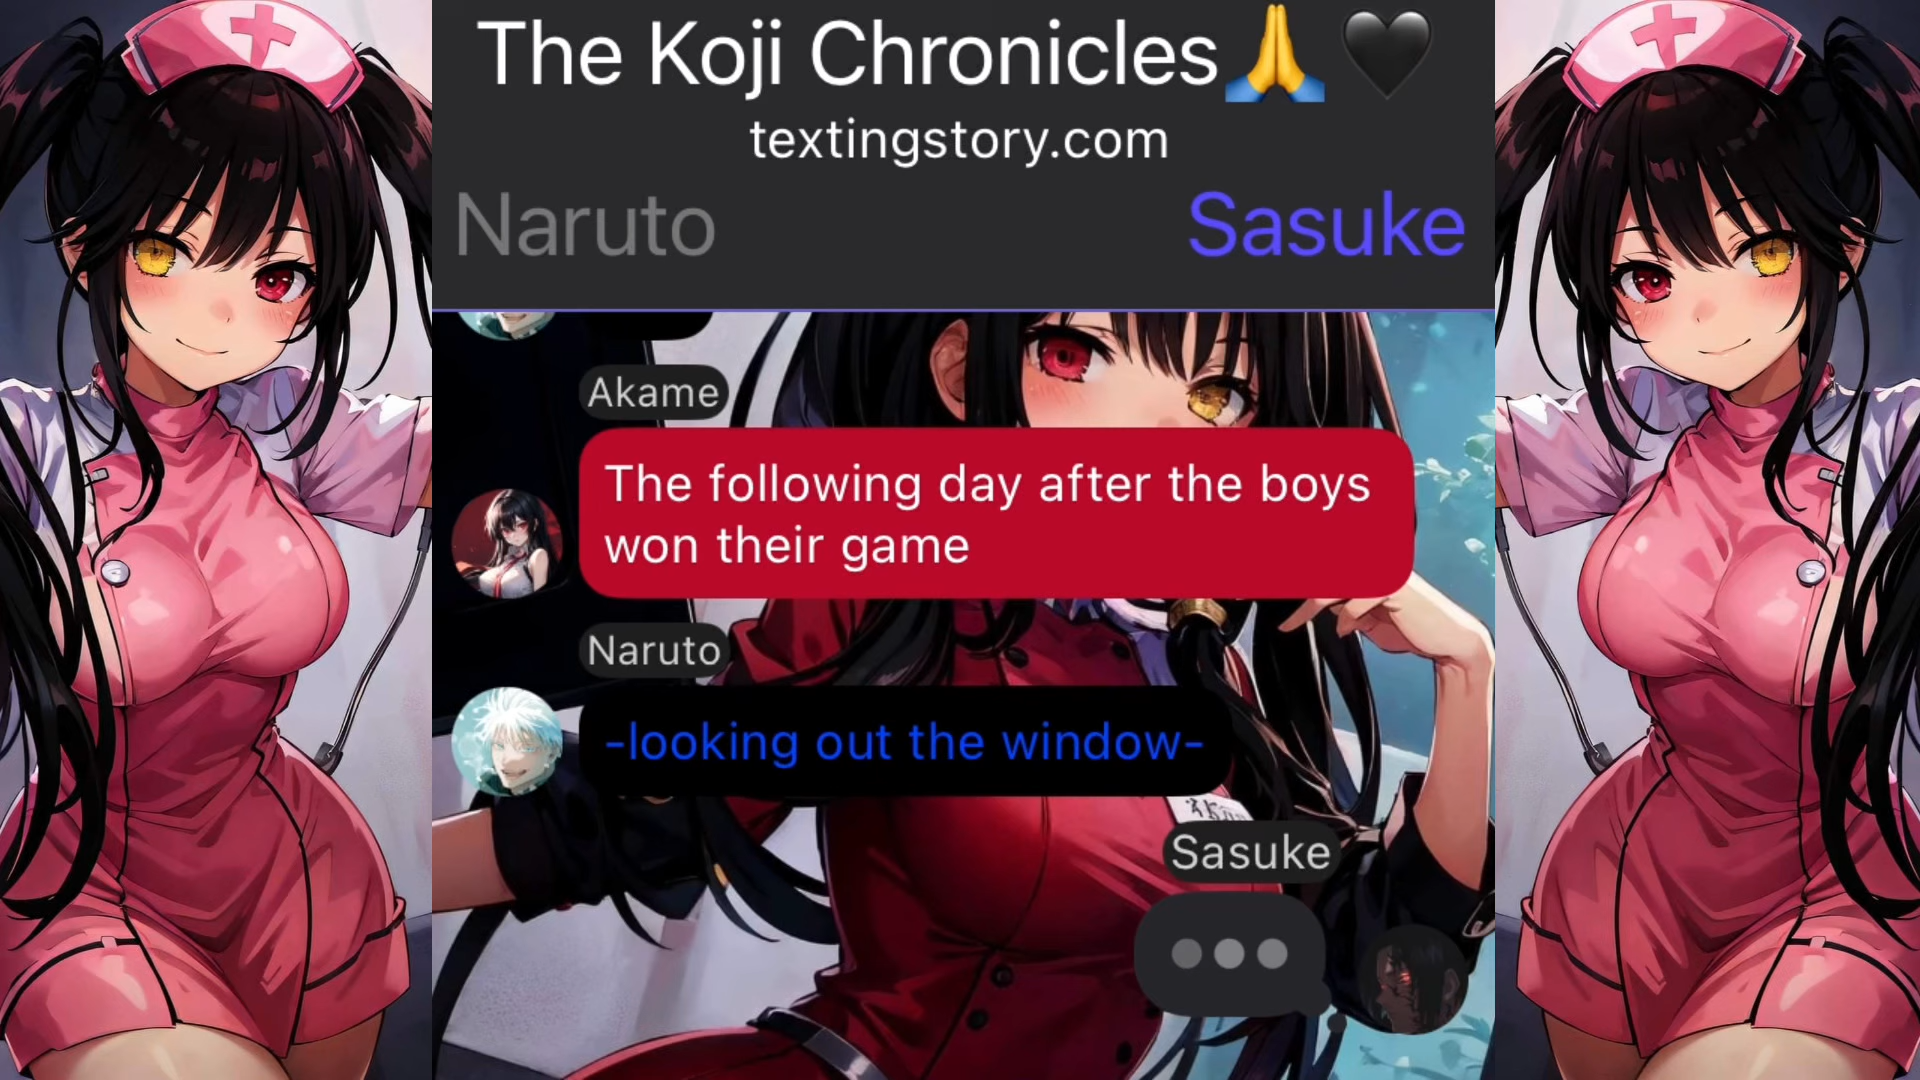 The Koji Chronicles🙏🖤
textingstory.com
Naruto Sasuke
Akame
The following day after the boys
won their game
Naruto
-looking out the window-
Sasuke